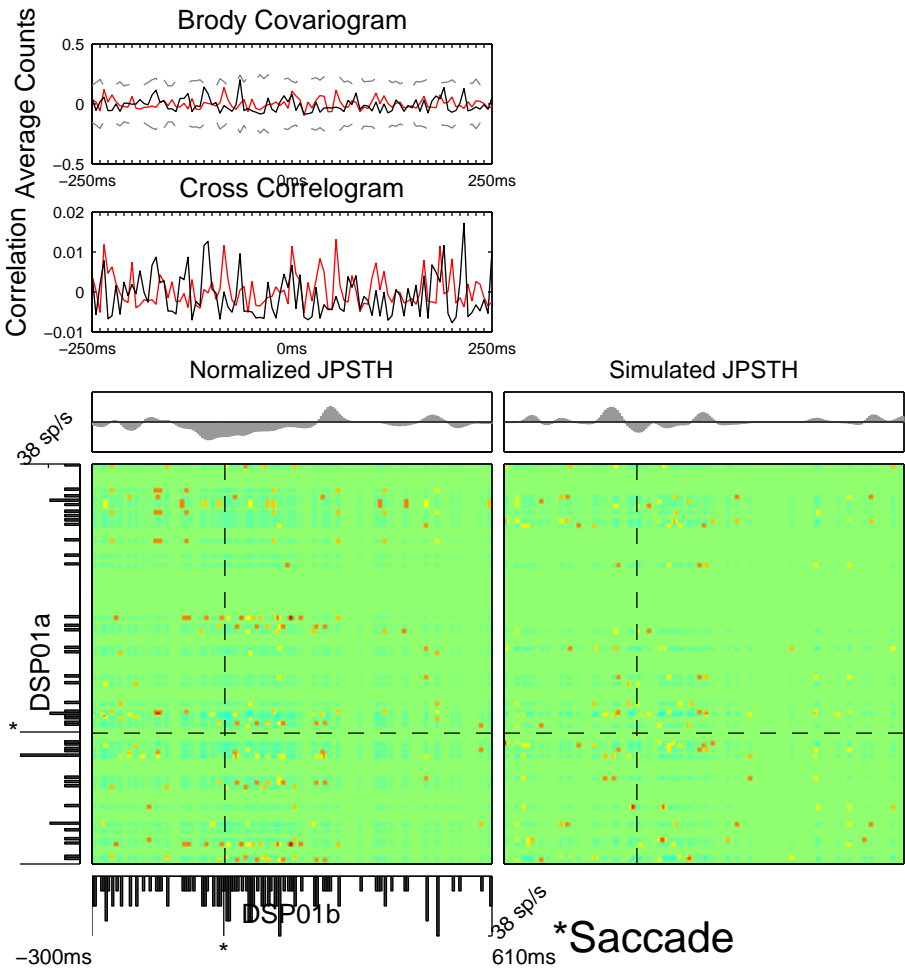 Brody Covariogram
Average Counts
0.5
0
−0.5
−250ms
0ms
250ms
Cross Correlogram
Correlation
0.02
0.01
0
−0.01
−250ms
0ms
250ms
Normalized JPSTH
Simulated JPSTH
38 sp/s
DSP01a
*
DSP01b
*
38 sp/s
−300ms
610ms
*Saccade